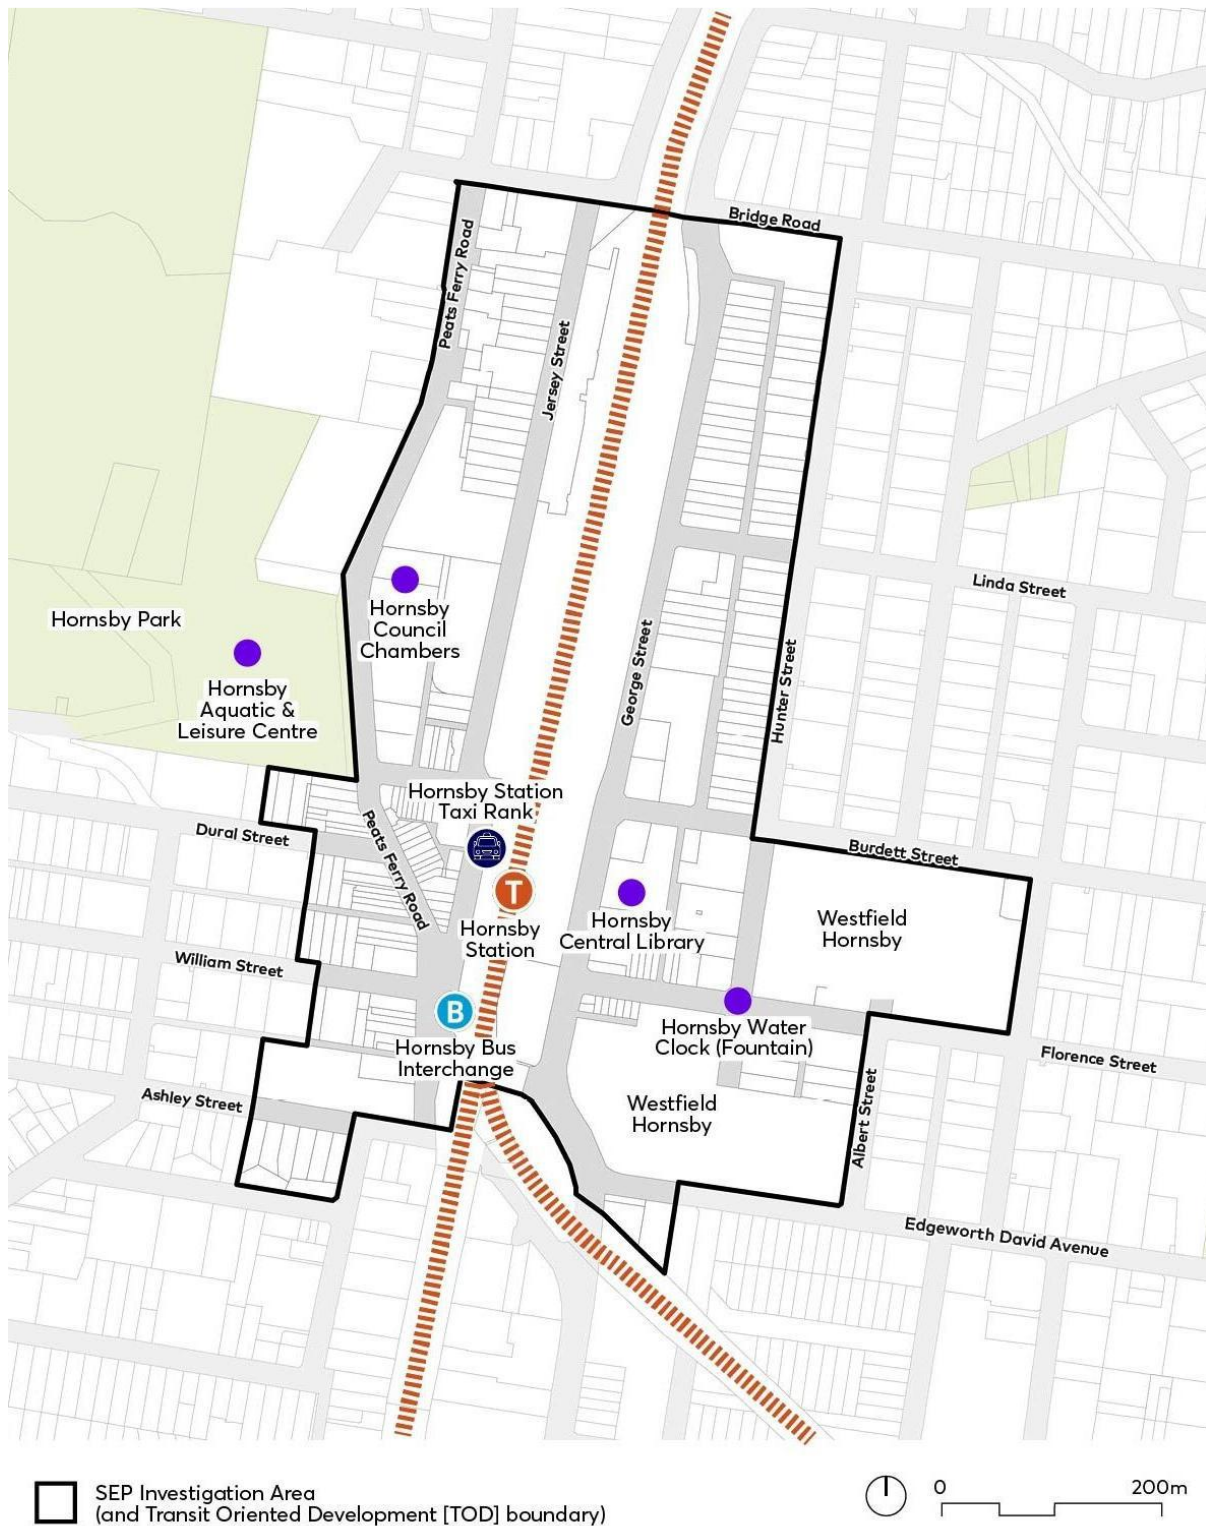 Bridge Road
Peats Ferry Road
Jersey Street
Linda Street
Hornsby
Council
Chambers
Hornsby Park
George Street
Hunter Street
Hornsby
Aquatic &
Leisure Centre
Hornsby Station
Taxi Rank
Dural Street
Peats Ferry Road
Burdett Street
T
Hornsby
Station
Hornsby
Central Library
Westfield
Hornsby
William Street
B
Hornsby Bus
Interchange
Hornsby Water
Clock (Fountain)
Florence Street
Ashley Street
Westfield
Hornsby
Albert Street
Edgeworth David Avenue
SEP Investigation Area
(and Transit Oriented Development [TOD] boundary)
0 200m